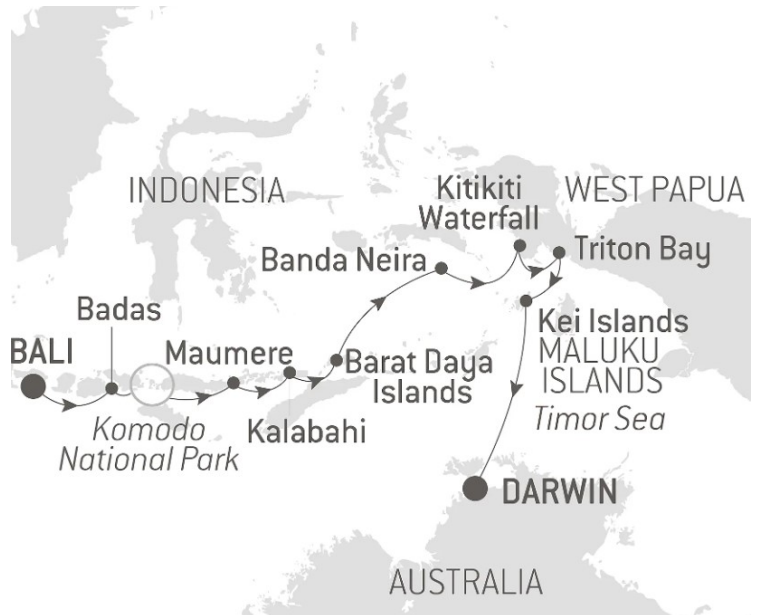 INDONESIA
Kitikiti
Waterfall
WEST PAPUA
Banda Neira
Triton Bay
Badas
BALI
Maumere
Kei Islands
MALUKU
ISLANDS
Timor Sea
Barat Daya
Islands
Komodo
National Park
Kalabahi
DARWIN
AUSTRALIA